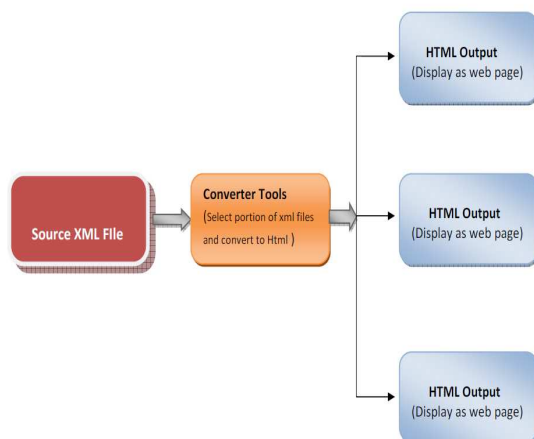 Source XML FIle
Converter Tools
(Select portion of xml files
and convert to Html )
HTML Output
(Display as web page)
HTML Output
(Display as web page)
HTML Output
(Display as web page)